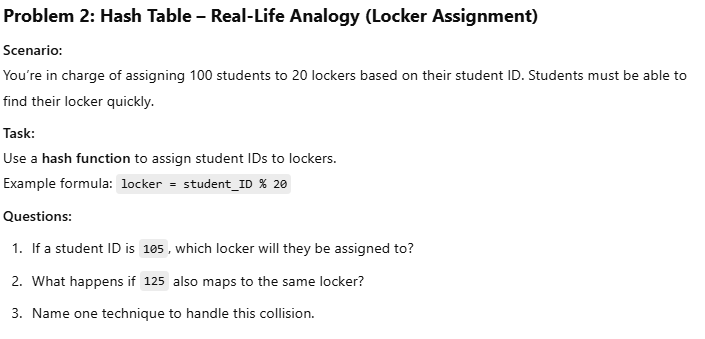 Problem 2: Hash Table – Real-Life Analogy (Locker Assignment)
Scenario:
You're in charge of assigning 100 students to 20 lockers based on their student ID. Students must be able to
find their locker quickly.
Task:
Use a hash function to assign student IDs to lockers.
Example formula: locker = student_ID % 20
Questions:
1. If a student ID is 105, which locker will they be assigned to?
2. What happens if 125 also maps to the same locker?
3. Name one technique to handle this collision.